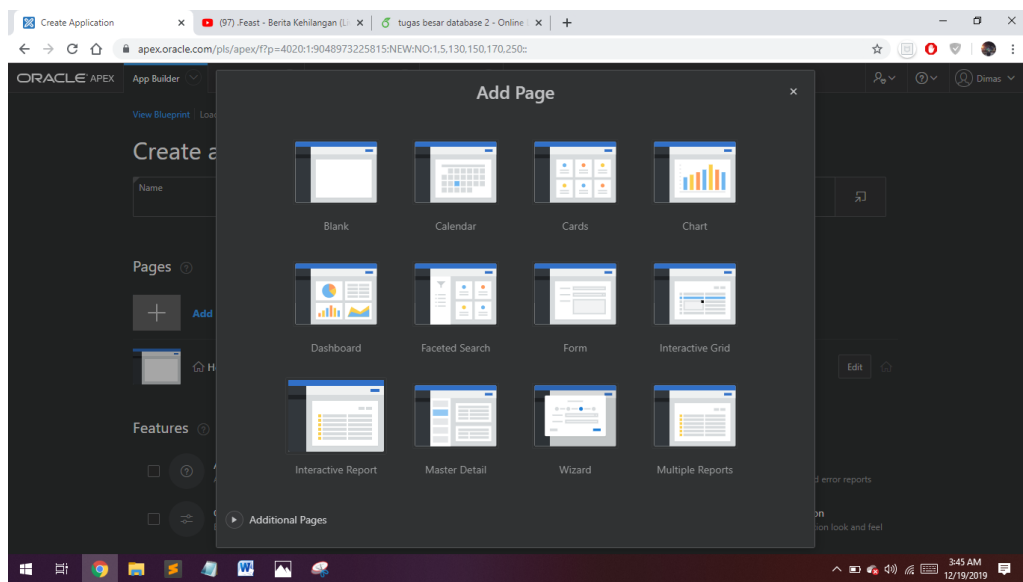 Create Application
(97) .Feast - Berita Kehilangan (Li
tugas besar database 2 - Online
apex.oracle.com/pls/apex/f?p=4020:1:9048973225815:NEW:NO:1,5,130,150,170,250::
ORACLE APEX App Builder Dimas
View Blueprint Load
Create a
Name
Pages
Add
H
Edit
Features
d error reports
on
ion look and feel
Add Page
Blank Calendar Cards Chart
Dashboard Faceted Search Form Interactive Grid
Interactive Report Master Detail Wizard Multiple Reports
Additional Pages
3:45 AM
12/19/2019